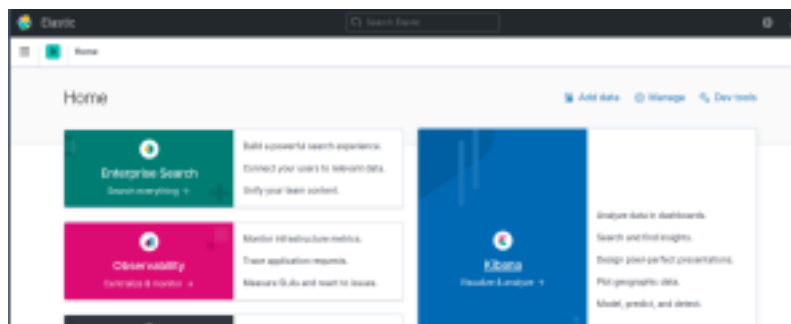 Elastic
Search Elastic
Home
Home
Add data
Manage
Dev tools
Enterprise Search
Search everything →
Build a powerful search experience.
Connect your users to relevant data.
Unify your team content.
Observability
Centralize & monitor →
Monitor infrastructure metrics.
Trace application requests.
Measure SLAs and react to issues.
Kibana
Visualize & analyze →
Analyze data in dashboards.
Search and find insights.
Design pixel-perfect presentations.
Plot geographic data.
Model, predict, and detect.